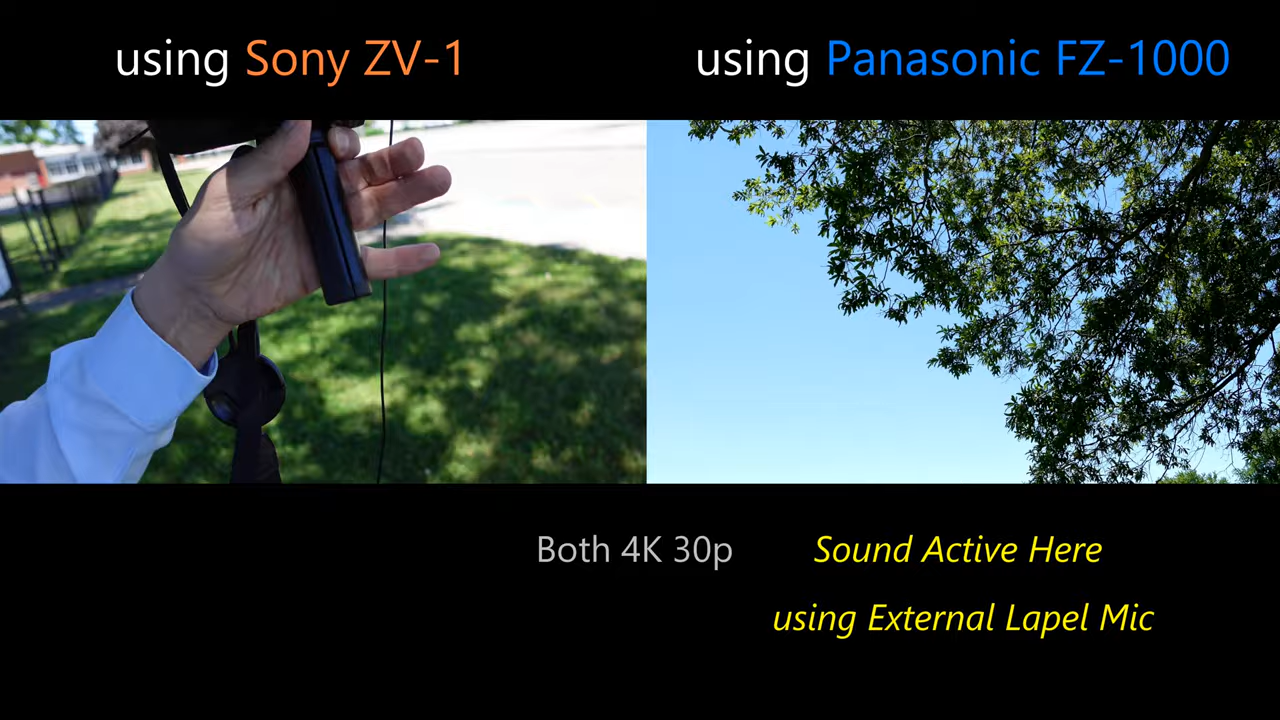 using Sony ZV-1
using Panasonic FZ-1000
Both 4K 30p
Sound Active Here
using External Lapel Mic